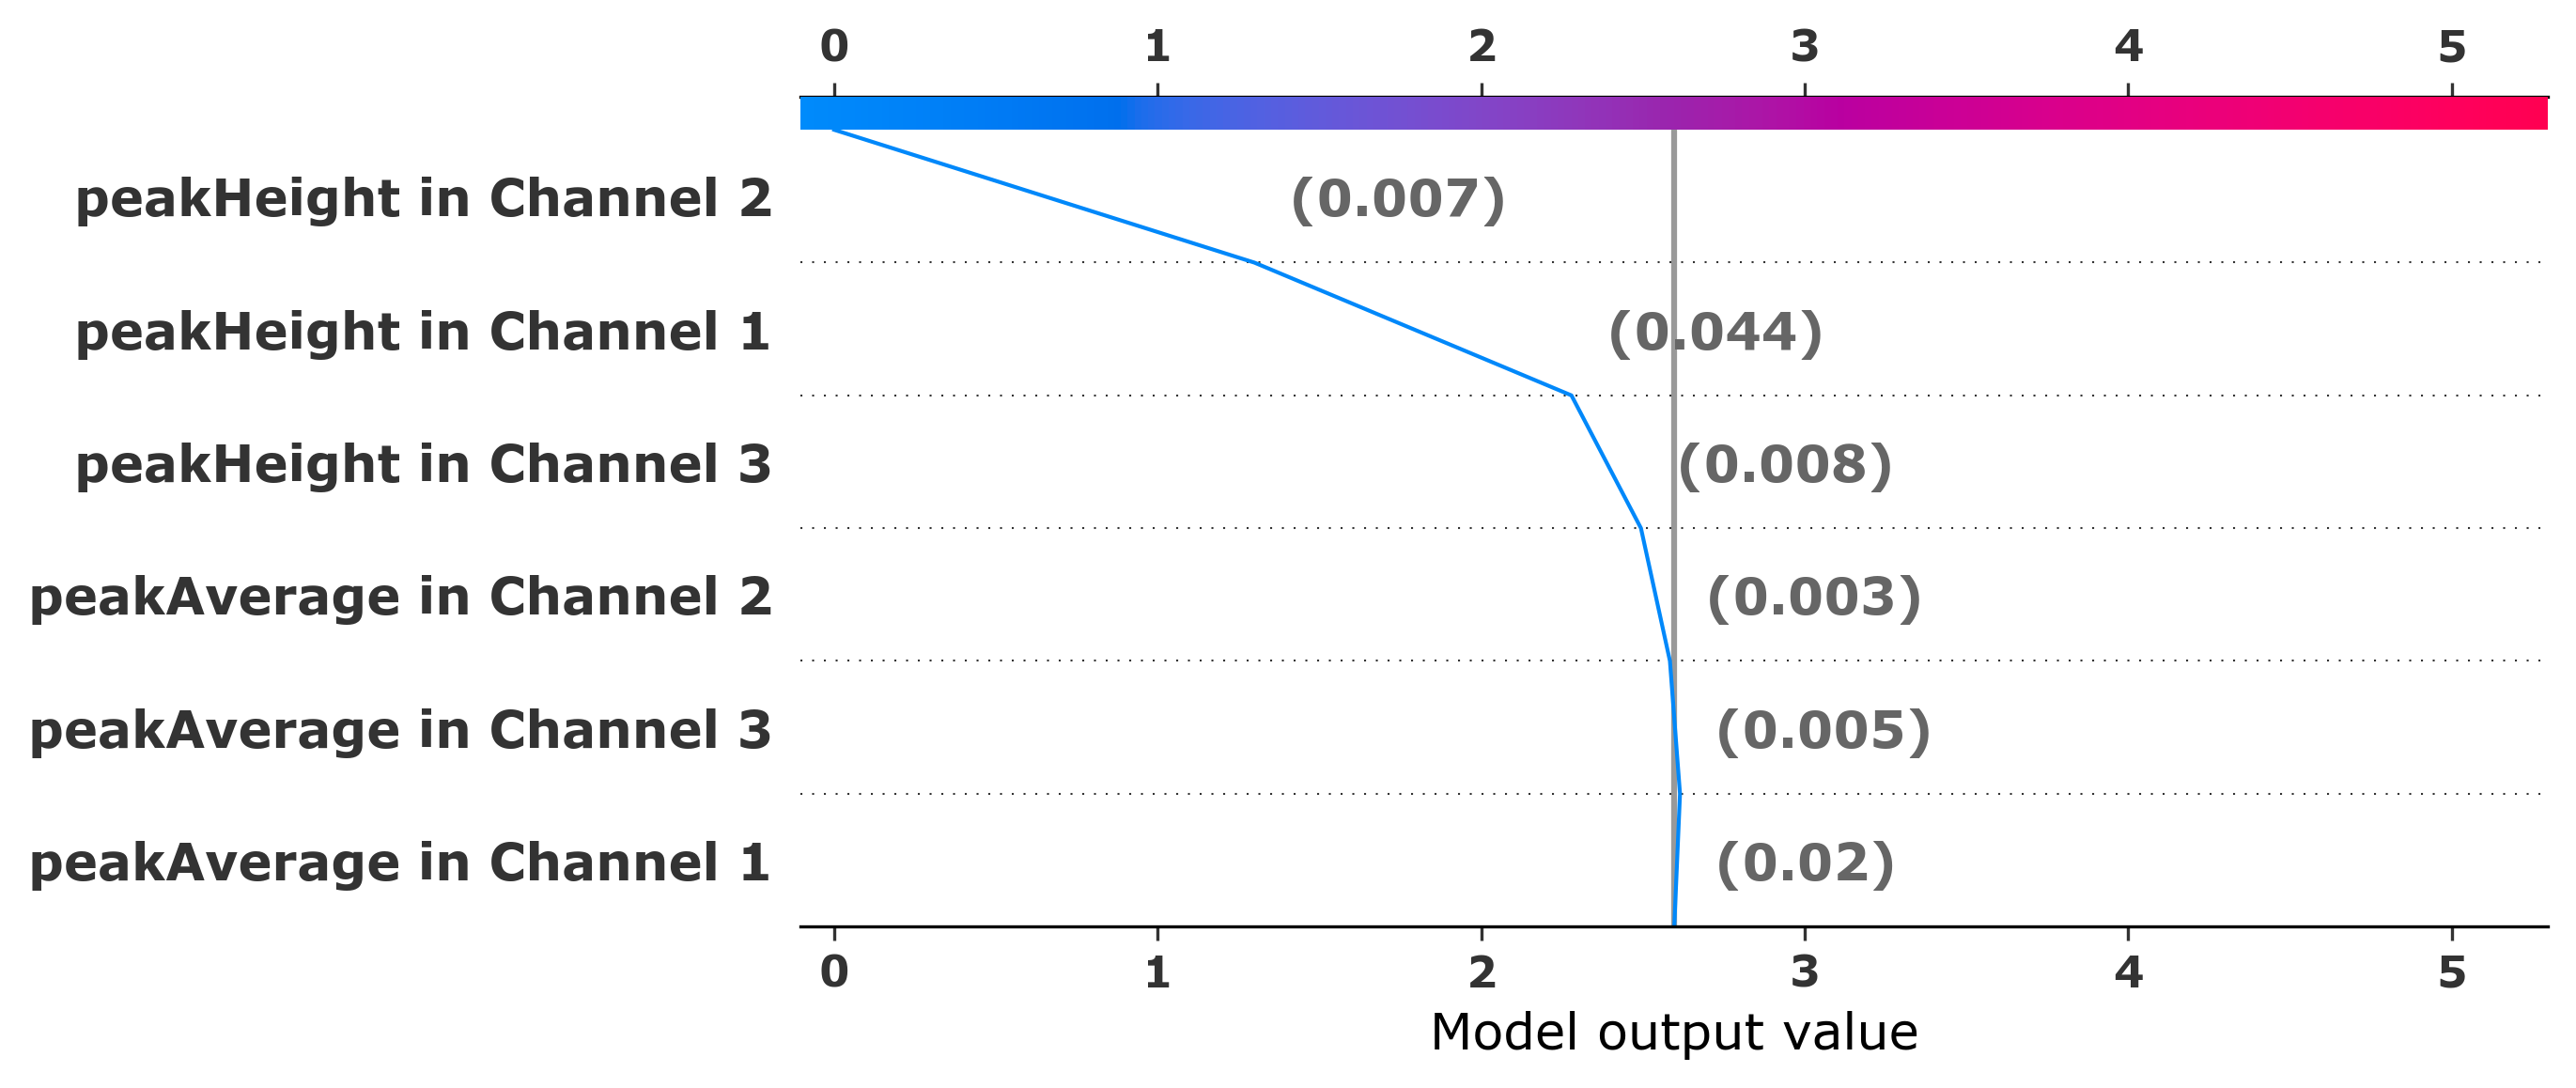 0 1 2 3 4 5
peakHeight in Channel 2 (0.007)
peakHeight in Channel 1 (0.044)
peakHeight in Channel 3 (0.008)
peakAverage in Channel 2 (0.003)
peakAverage in Channel 3 (0.005)
peakAverage in Channel 1 (0.02)
0 1 2 3 4 5
Model output value